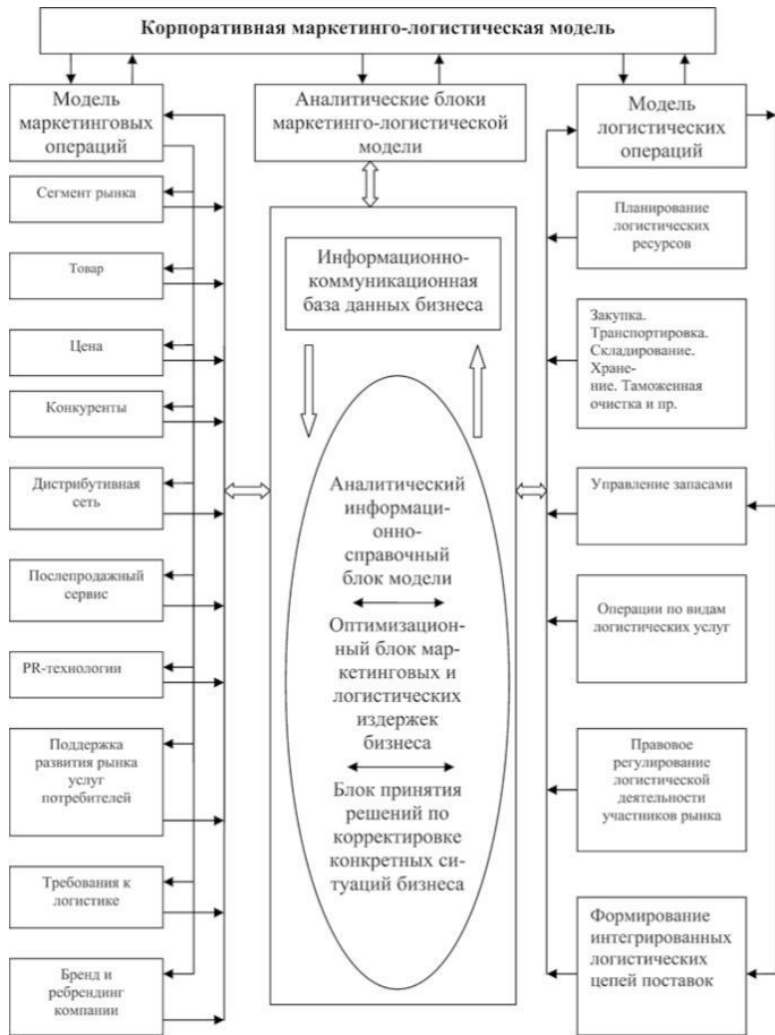 Корпоративная маркетинго-логистическая модель
Модель
маркетинговых
операций
Сегмент рынка
Товар
Цена
Конкуренты
Дистрибутивная
сеть
Послепродажный
сервис
PR-технологии
Поддержка
развития рынка
услуг
потребителей
Требования к
логистике
Бренд и
ребрендинг
компании
Аналитические блоки
маркетинго-логистической
модели
Информационно-
коммуникационная
база данных бизнеса
Аналитический
информаци-
онно-
справочный
блок модели
Оптимизацион-
ный блок мар-
кетинговых и
логистических
издержек
бизнеса
Блок принятия
решений по
корректировке
конкретных си-
туаций бизнеса
Модель
логистических
операций
Планирование
логистических
ресурсов
Закупка.
Транспортировка.
Складирование.
Хране-
ние. Таможенная
очистка и пр.
Управление запасами
Операции по видам
логистических услуг
Правовое
регулирование
логистической
деятельности
участников рынка
Формирование
интегрированных
логистических
цепей поставок